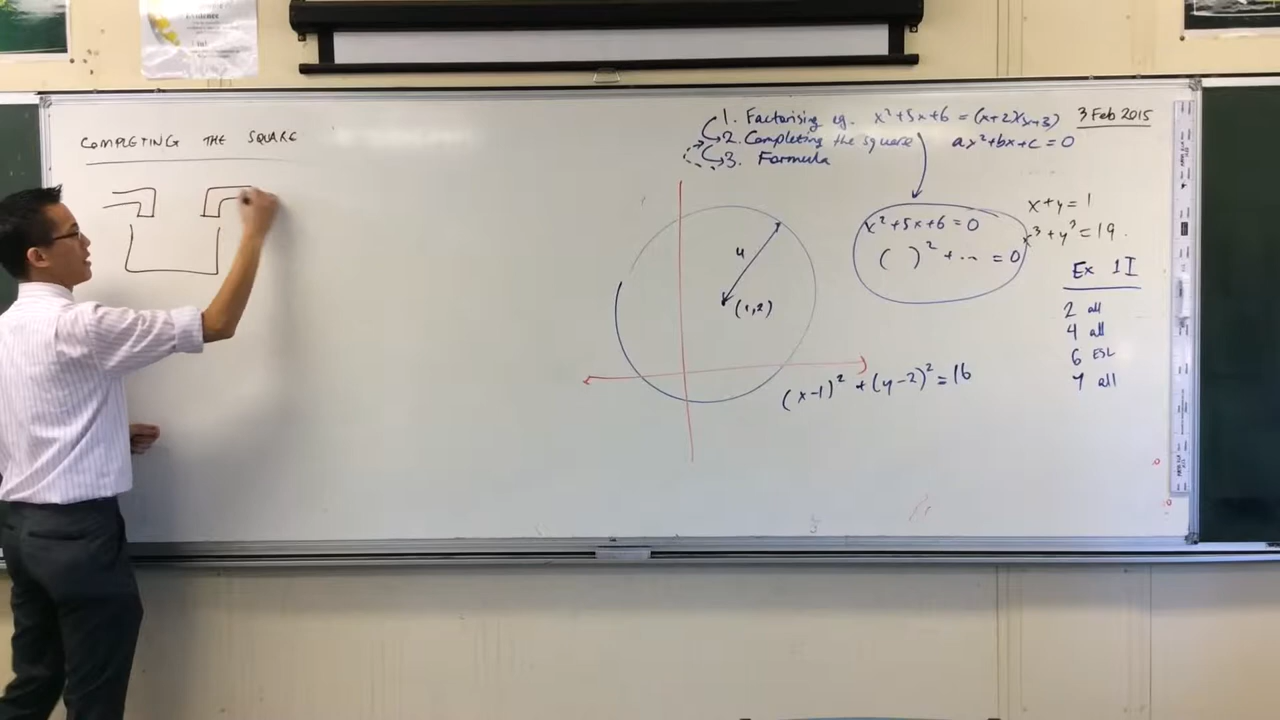 COMPLETING THE SQUARE
1. Factorising eg. x²+5x+6 = (x+2)(x+3)
2. Completing the square
3. Formula
ax²+bx+c=0
3 Feb 2015
x²+5x+6=0
( )²+... = 0
x+y=1
x³+y³=19.
Ex 1I
2 all
4 all
6 ESL
7 all
4
(1,2)
(x-1)²+(y-2)²=16